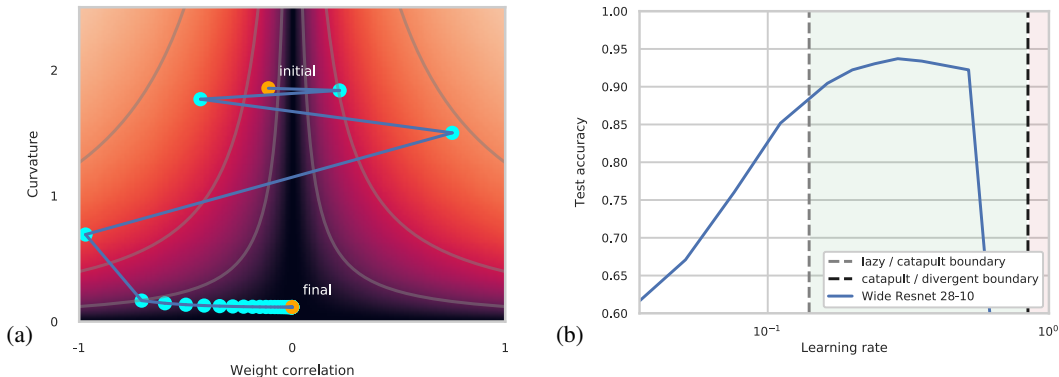 2
1
0
Curvature
initial
final
-1
0
1
Weight correlation
(a)
1.00
0.95
0.90
0.85
0.80
0.75
0.70
0.65
0.60
Test accuracy
lazy / catapult boundary
catapult / divergent boundary
Wide Resnet 28-10
10⁻¹
10⁰
Learning rate
(b)